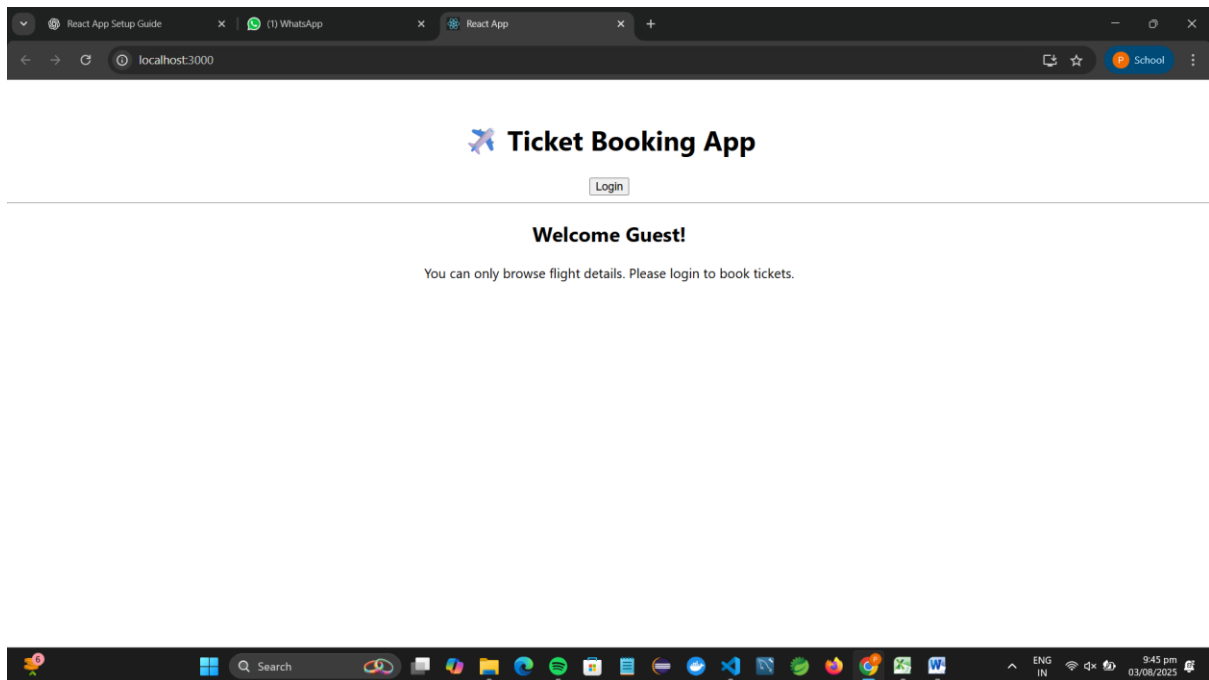 React App Setup Guide
(1) WhatsApp
React App
localhost:3000
P School
Ticket Booking App
Login
Welcome Guest!
You can only browse flight details. Please login to book tickets.
6
Search
ENG
IN
9:45 pm
03/08/2025